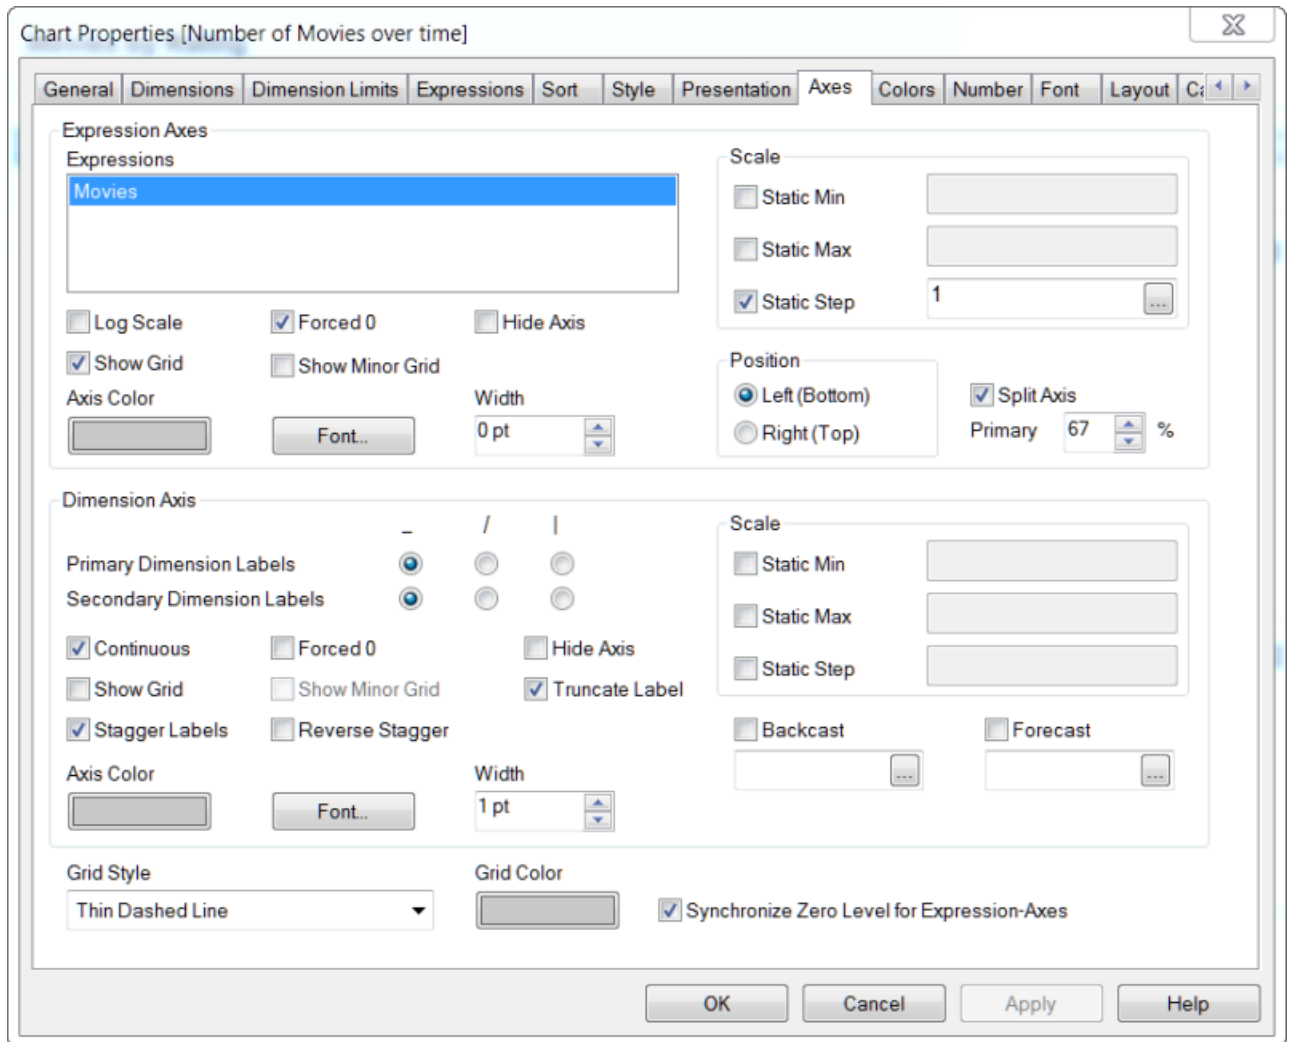 Chart Properties [Number of Movies over time]
General Dimensions Dimension Limits Expressions Sort Style Presentation Axes Colors Number Font Layout
Expression Axes
Expressions
Movies
Log Scale Forced 0 Hide Axis
Show Grid Show Minor Grid
Axis Color Width
Font... 0 pt
Scale
Static Min
Static Max
Static Step 1 ...
Position
Left (Bottom) Split Axis
Right (Top) Primary 67 %
Dimension Axis
_ / |
Primary Dimension Labels
Secondary Dimension Labels
Continuous Forced 0 Hide Axis
Show Grid Show Minor Grid Truncate Label
Stagger Labels Reverse Stagger
Axis Color Width
Font... 1 pt
Scale
Static Min
Static Max
Static Step
Backcast Forecast
... ...
Grid Style Grid Color
Thin Dashed Line Synchronize Zero Level for Expression-Axes
OK Cancel Apply Help